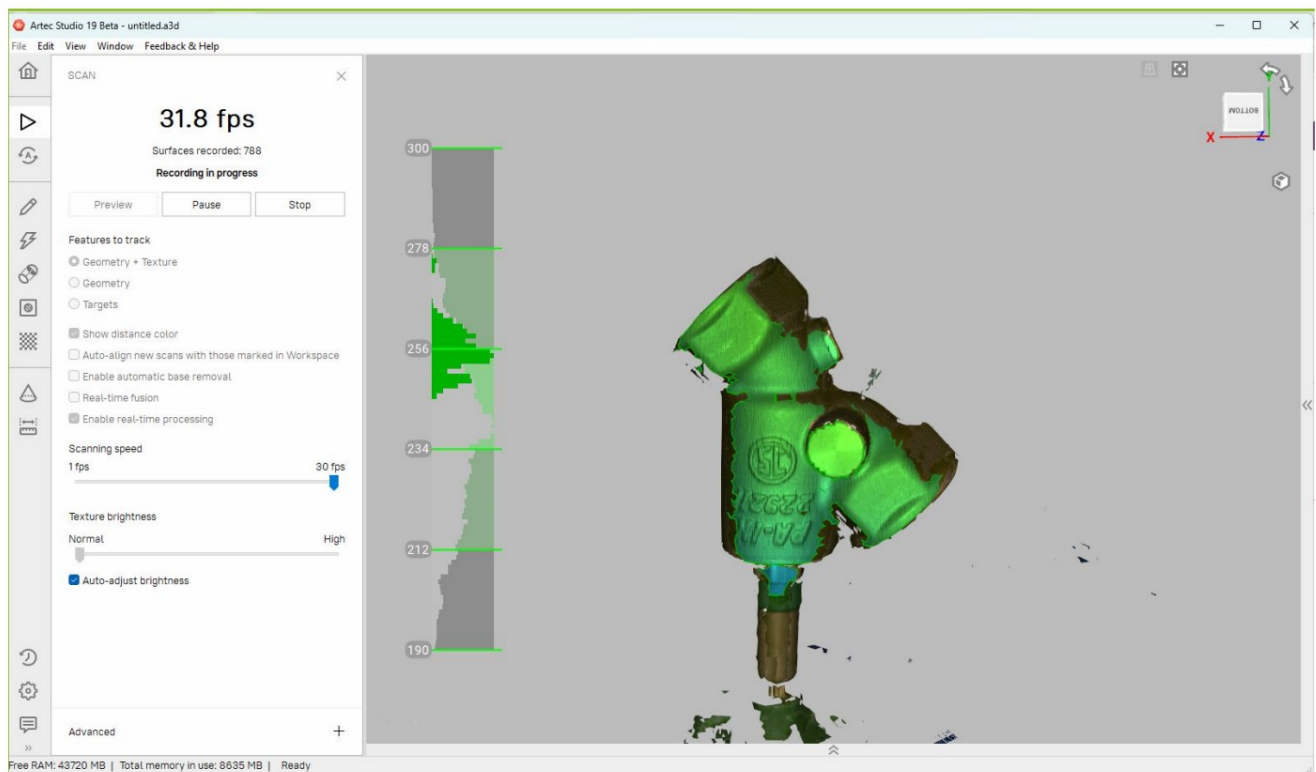 Artec Studio 19 Beta - untitled.a3d
File Edit View Window Feedback & Help
SCAN
31.8 fps
Surfaces recorded: 788
Recording in progress
Preview Pause Stop
Features to track
Geometry + Texture
Geometry
Targets
Show distance color
Auto-align new scans with those marked in Workspace
Enable automatic base removal
Real-time fusion
Enable real-time processing
Scanning speed
1 fps 30 fps
Texture brightness
Normal High
Auto-adjust brightness
Advanced
300
278
256
234
212
190
BOTTOM
Y
X
Z
SC
22921
PA-11
Free RAM: 43720 MB | Total memory in use: 8635 MB | Ready